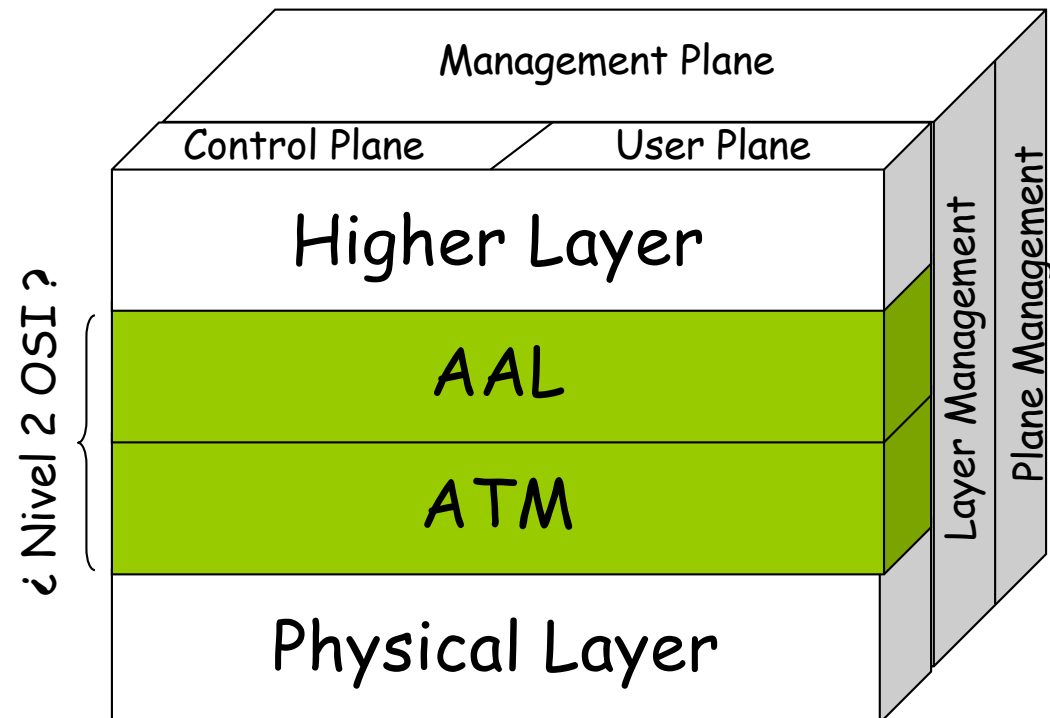 Management Plane
Control Plane
User Plane
Higher Layer
AAL
ATM
Physical Layer
¿ Nivel 2 OSI ?
Layer Management
Plane Management